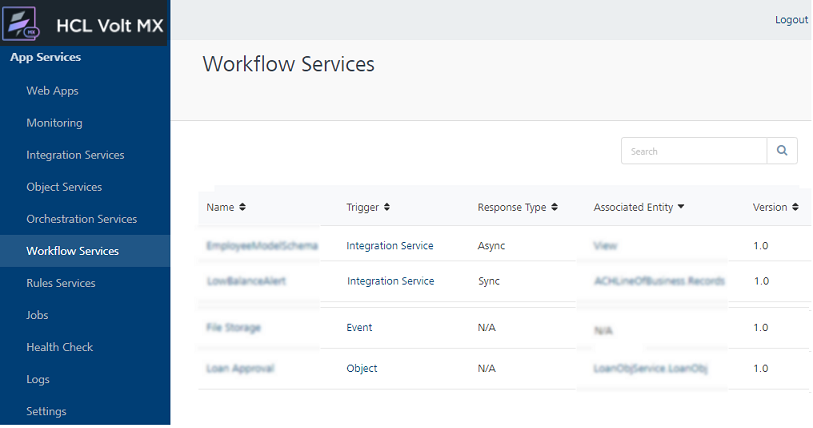 HCL Volt MX
MX
Logout
App Services
Workflow Services
Web Apps
Monitoring
Integration Services
Object Services
Orchestration Services
Workflow Services
Rules Services
Jobs
Health Check
Logs
Settings
Search
Name Trigger Response Type Associated Entity Version
EmployeeModelSchema Integration Service Async View 1.0
LowBalanceAlert Integration Service Sync ACHLineOfBusiness.Records 1.0
File Storage Event N/A N/A 1.0
Loan Approval Object N/A LoanObjService.LoanObj 1.0